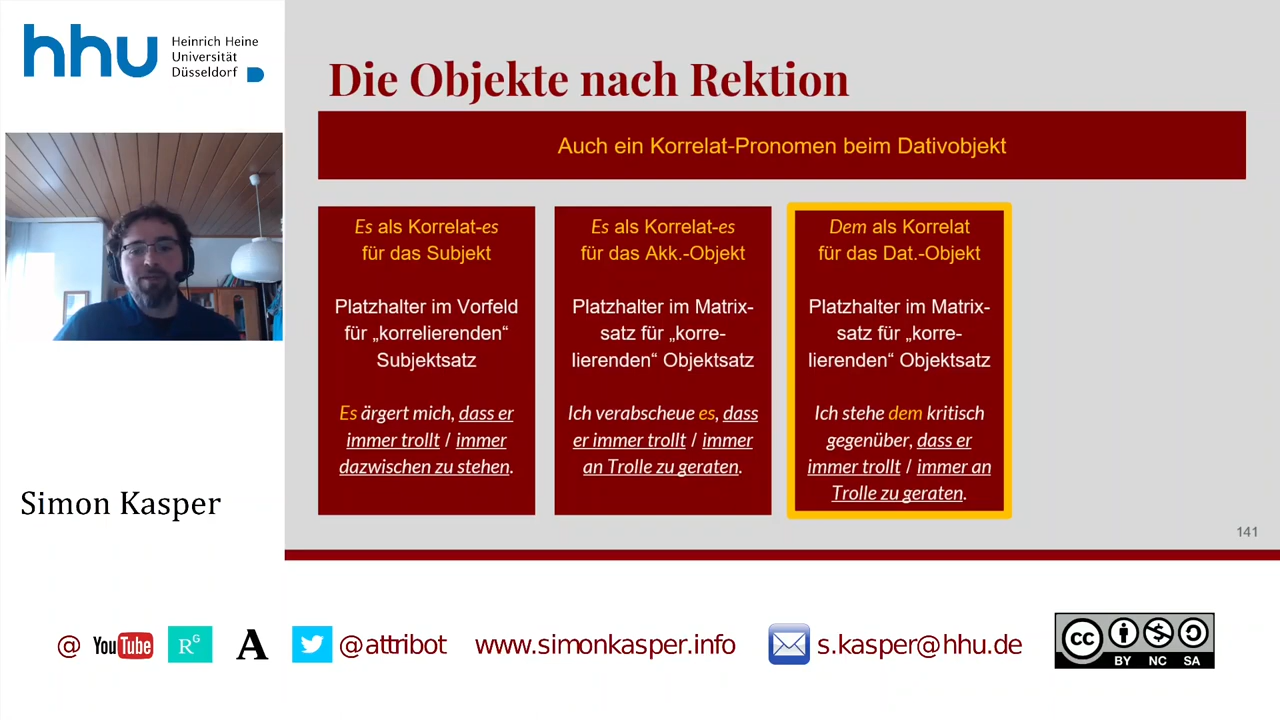 hhu
Heinrich Heine
Universität
Düsseldorf
Die Objekte nach Rektion
Auch ein Korrelat-Pronomen beim Dativobjekt
Es als Korrelat-es
für das Subjekt
Platzhalter im Vorfeld
für „korrelierenden“
Subjektsatz
Es ärgert mich, dass er
immer trollt / immer
dazwischen zu stehen.
Es als Korrelat-es
für das Akk.-Objekt
Platzhalter im Matrix-
satz für „korre-
lierenden“ Objektsatz
Ich verabscheue es, dass
er immer trollt / immer
an Trolle zu geraten.
Dem als Korrelat
für das Dat.-Objekt
Platzhalter im Matrix-
satz für „korre-
lierenden“ Objektsatz
Ich stehe dem kritisch
gegenüber, dass er
immer trollt / immer an
Trolle zu geraten.
Simon Kasper
141
@ YouTube RG A @attribot www.simonkasper.info s.kasper@hhu.de
cc BY NC SA